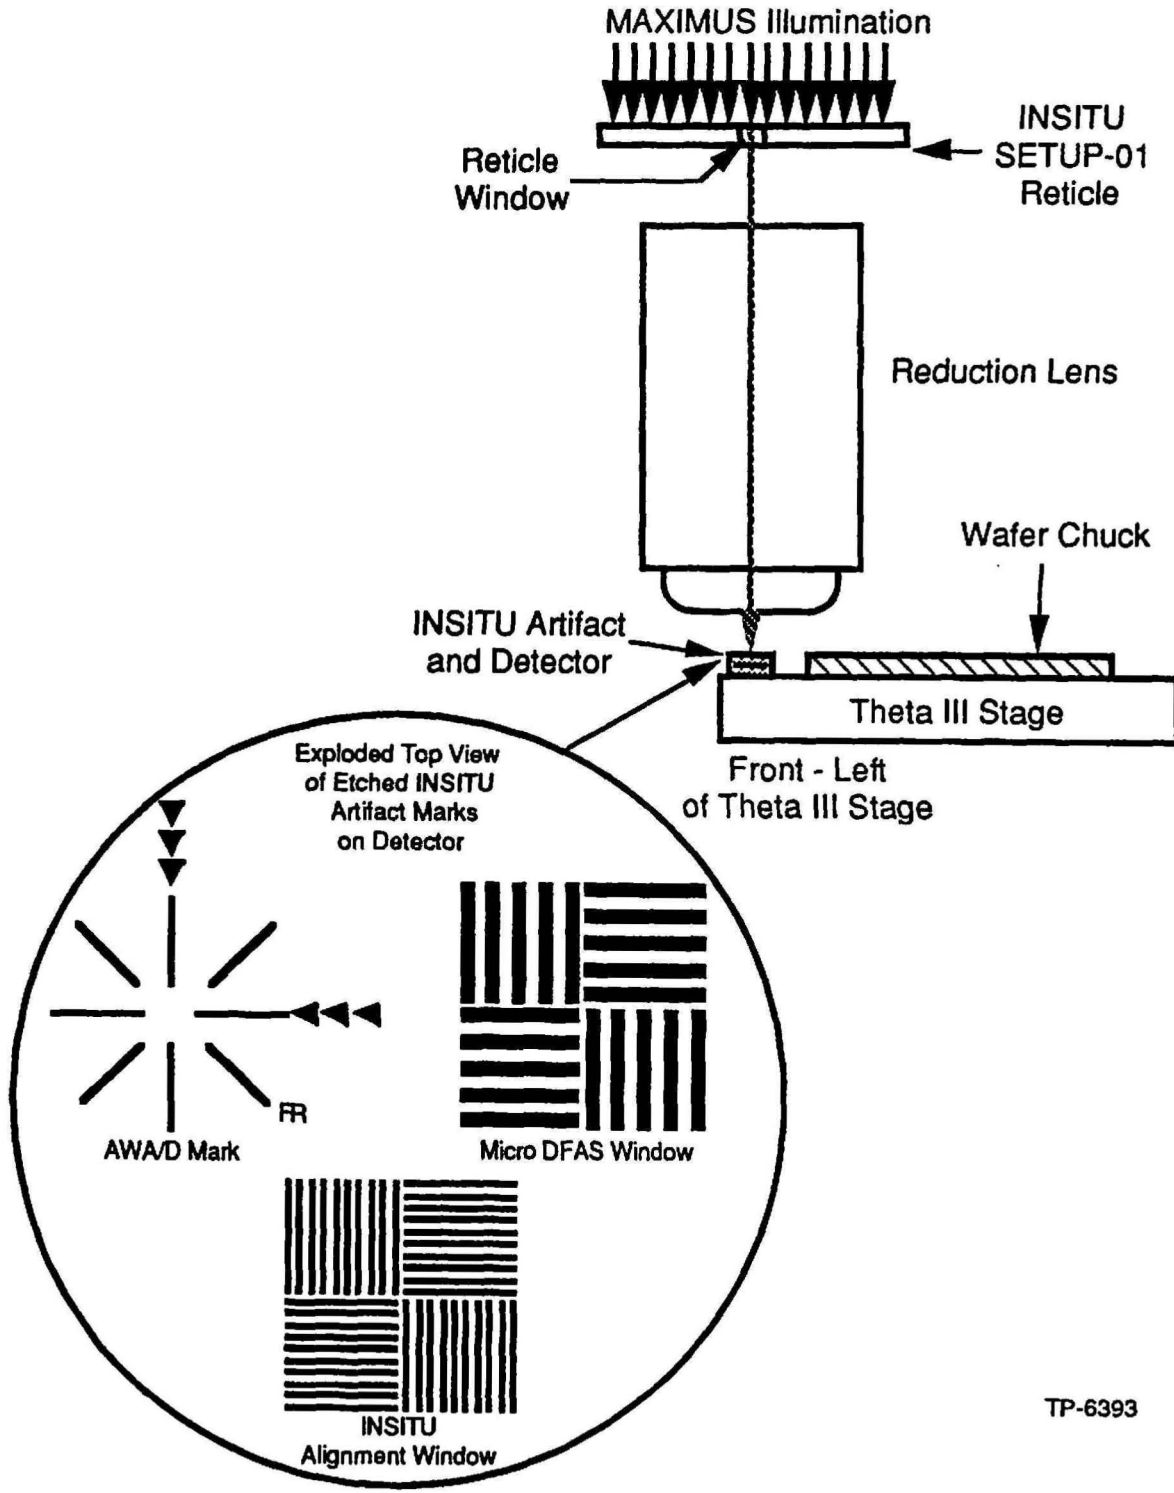 MAXIMUS Illumination
INSITU
SETUP-01
Reticle
Reticle
Window
Reduction Lens
Wafer Chuck
INSITU Artifact
and Detector
Theta III Stage
Front - Left
of Theta III Stage
Exploded Top View
of Etched INSITU
Artifact Marks
on Detector
FR
AWA/D Mark
Micro DFAS Window
INSITU
Alignment Window
TP-6393